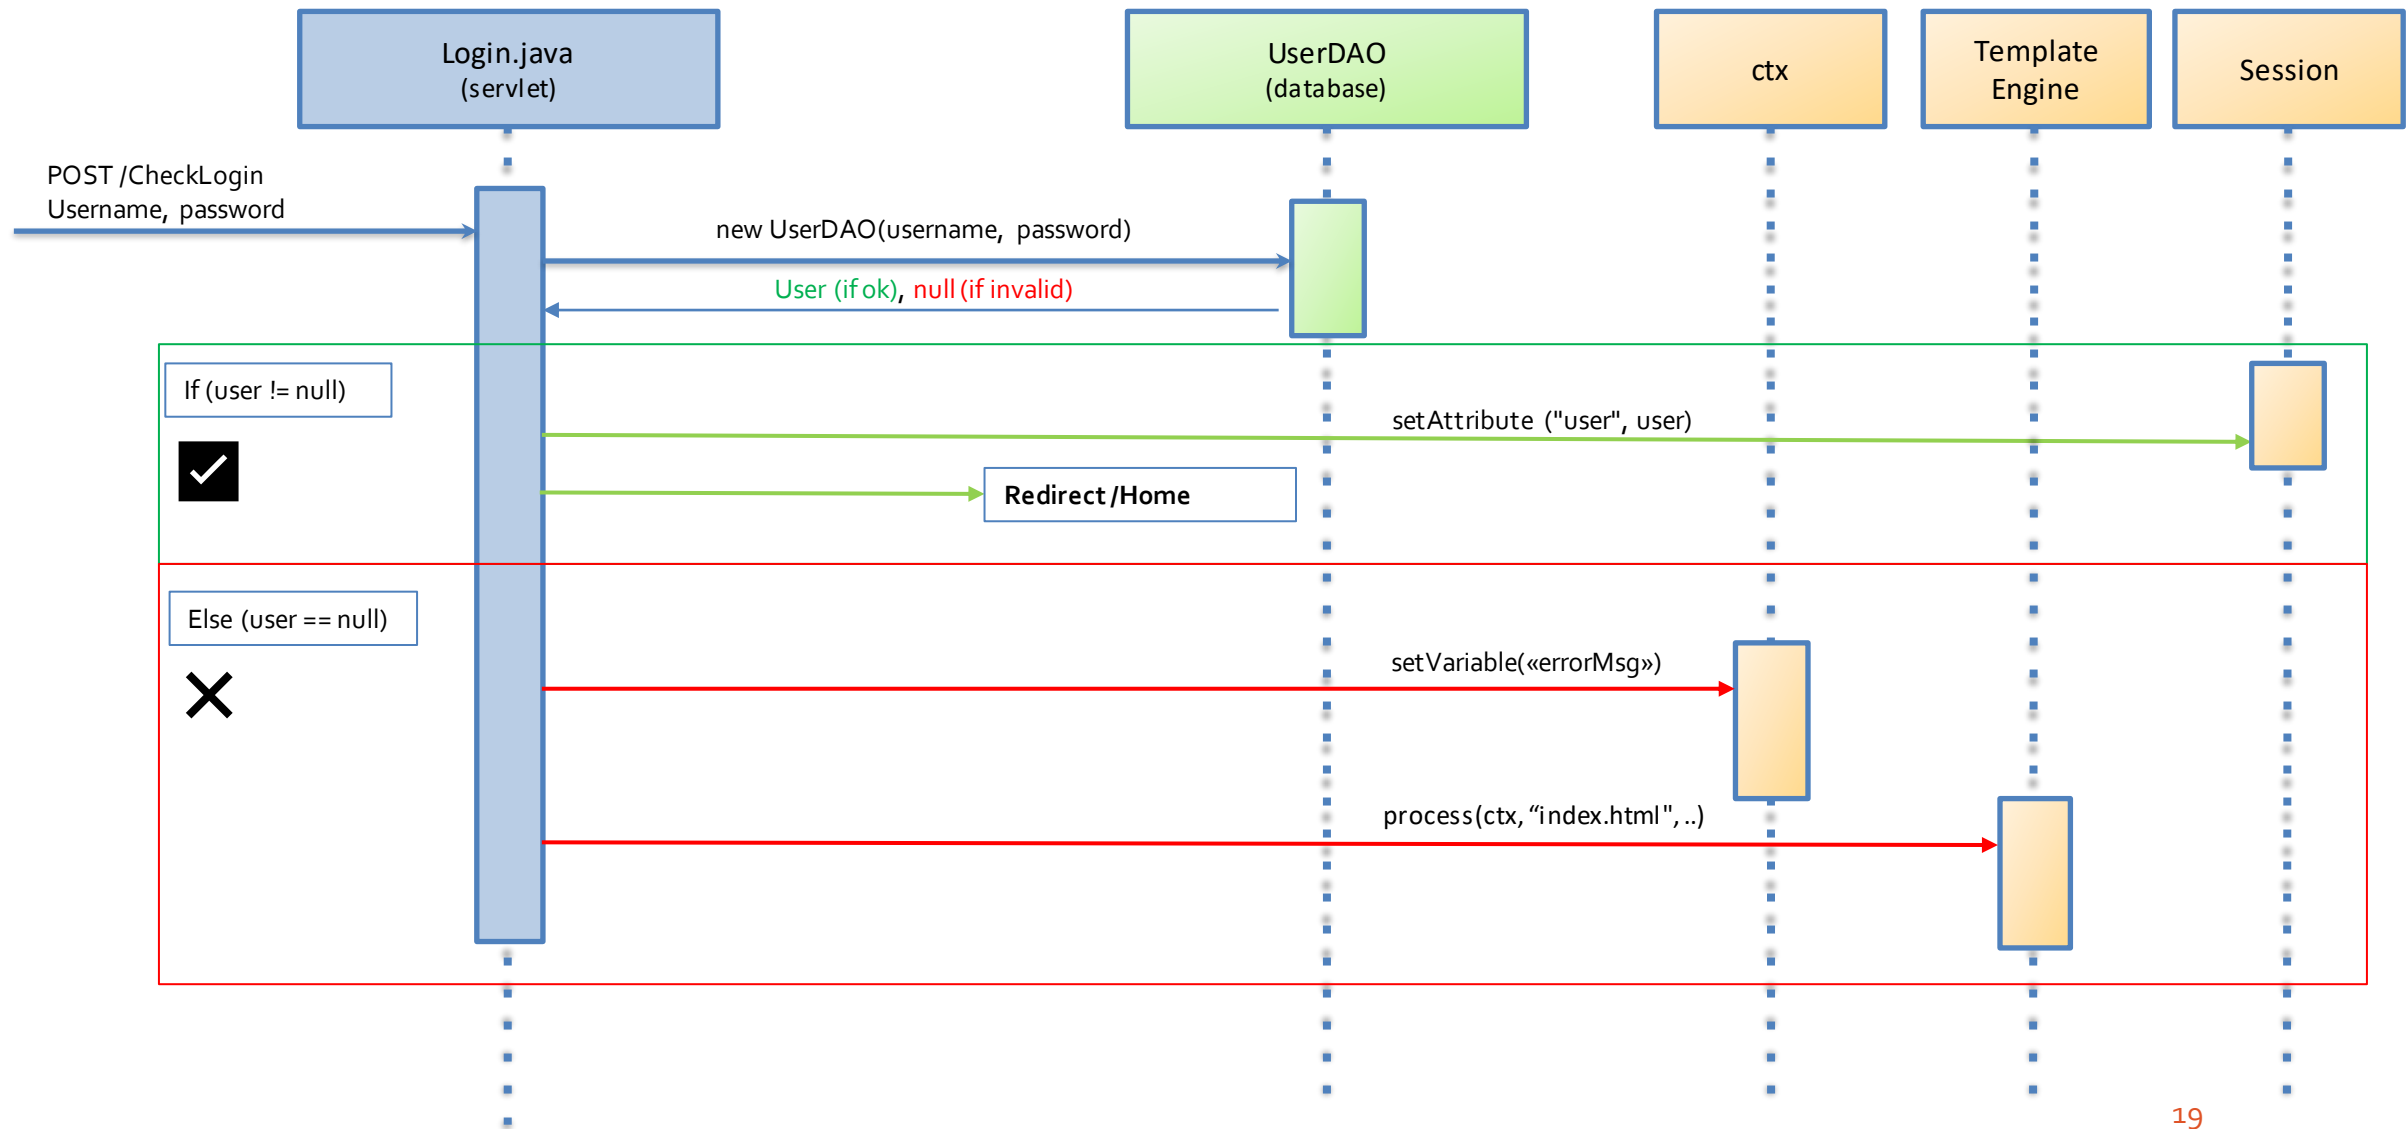 Login.java
(servlet)
UserDAO
(database)
ctx
Template
Engine
Session
POST /CheckLogin
Username, password
new UserDAO(username, password)
User (if ok), null (if invalid)
If (user != null)
setAttribute ("user", user)
Redirect /Home
Else (user == null)
setVariable(«errorMsg»)
process(ctx, “index.html", ..)
19